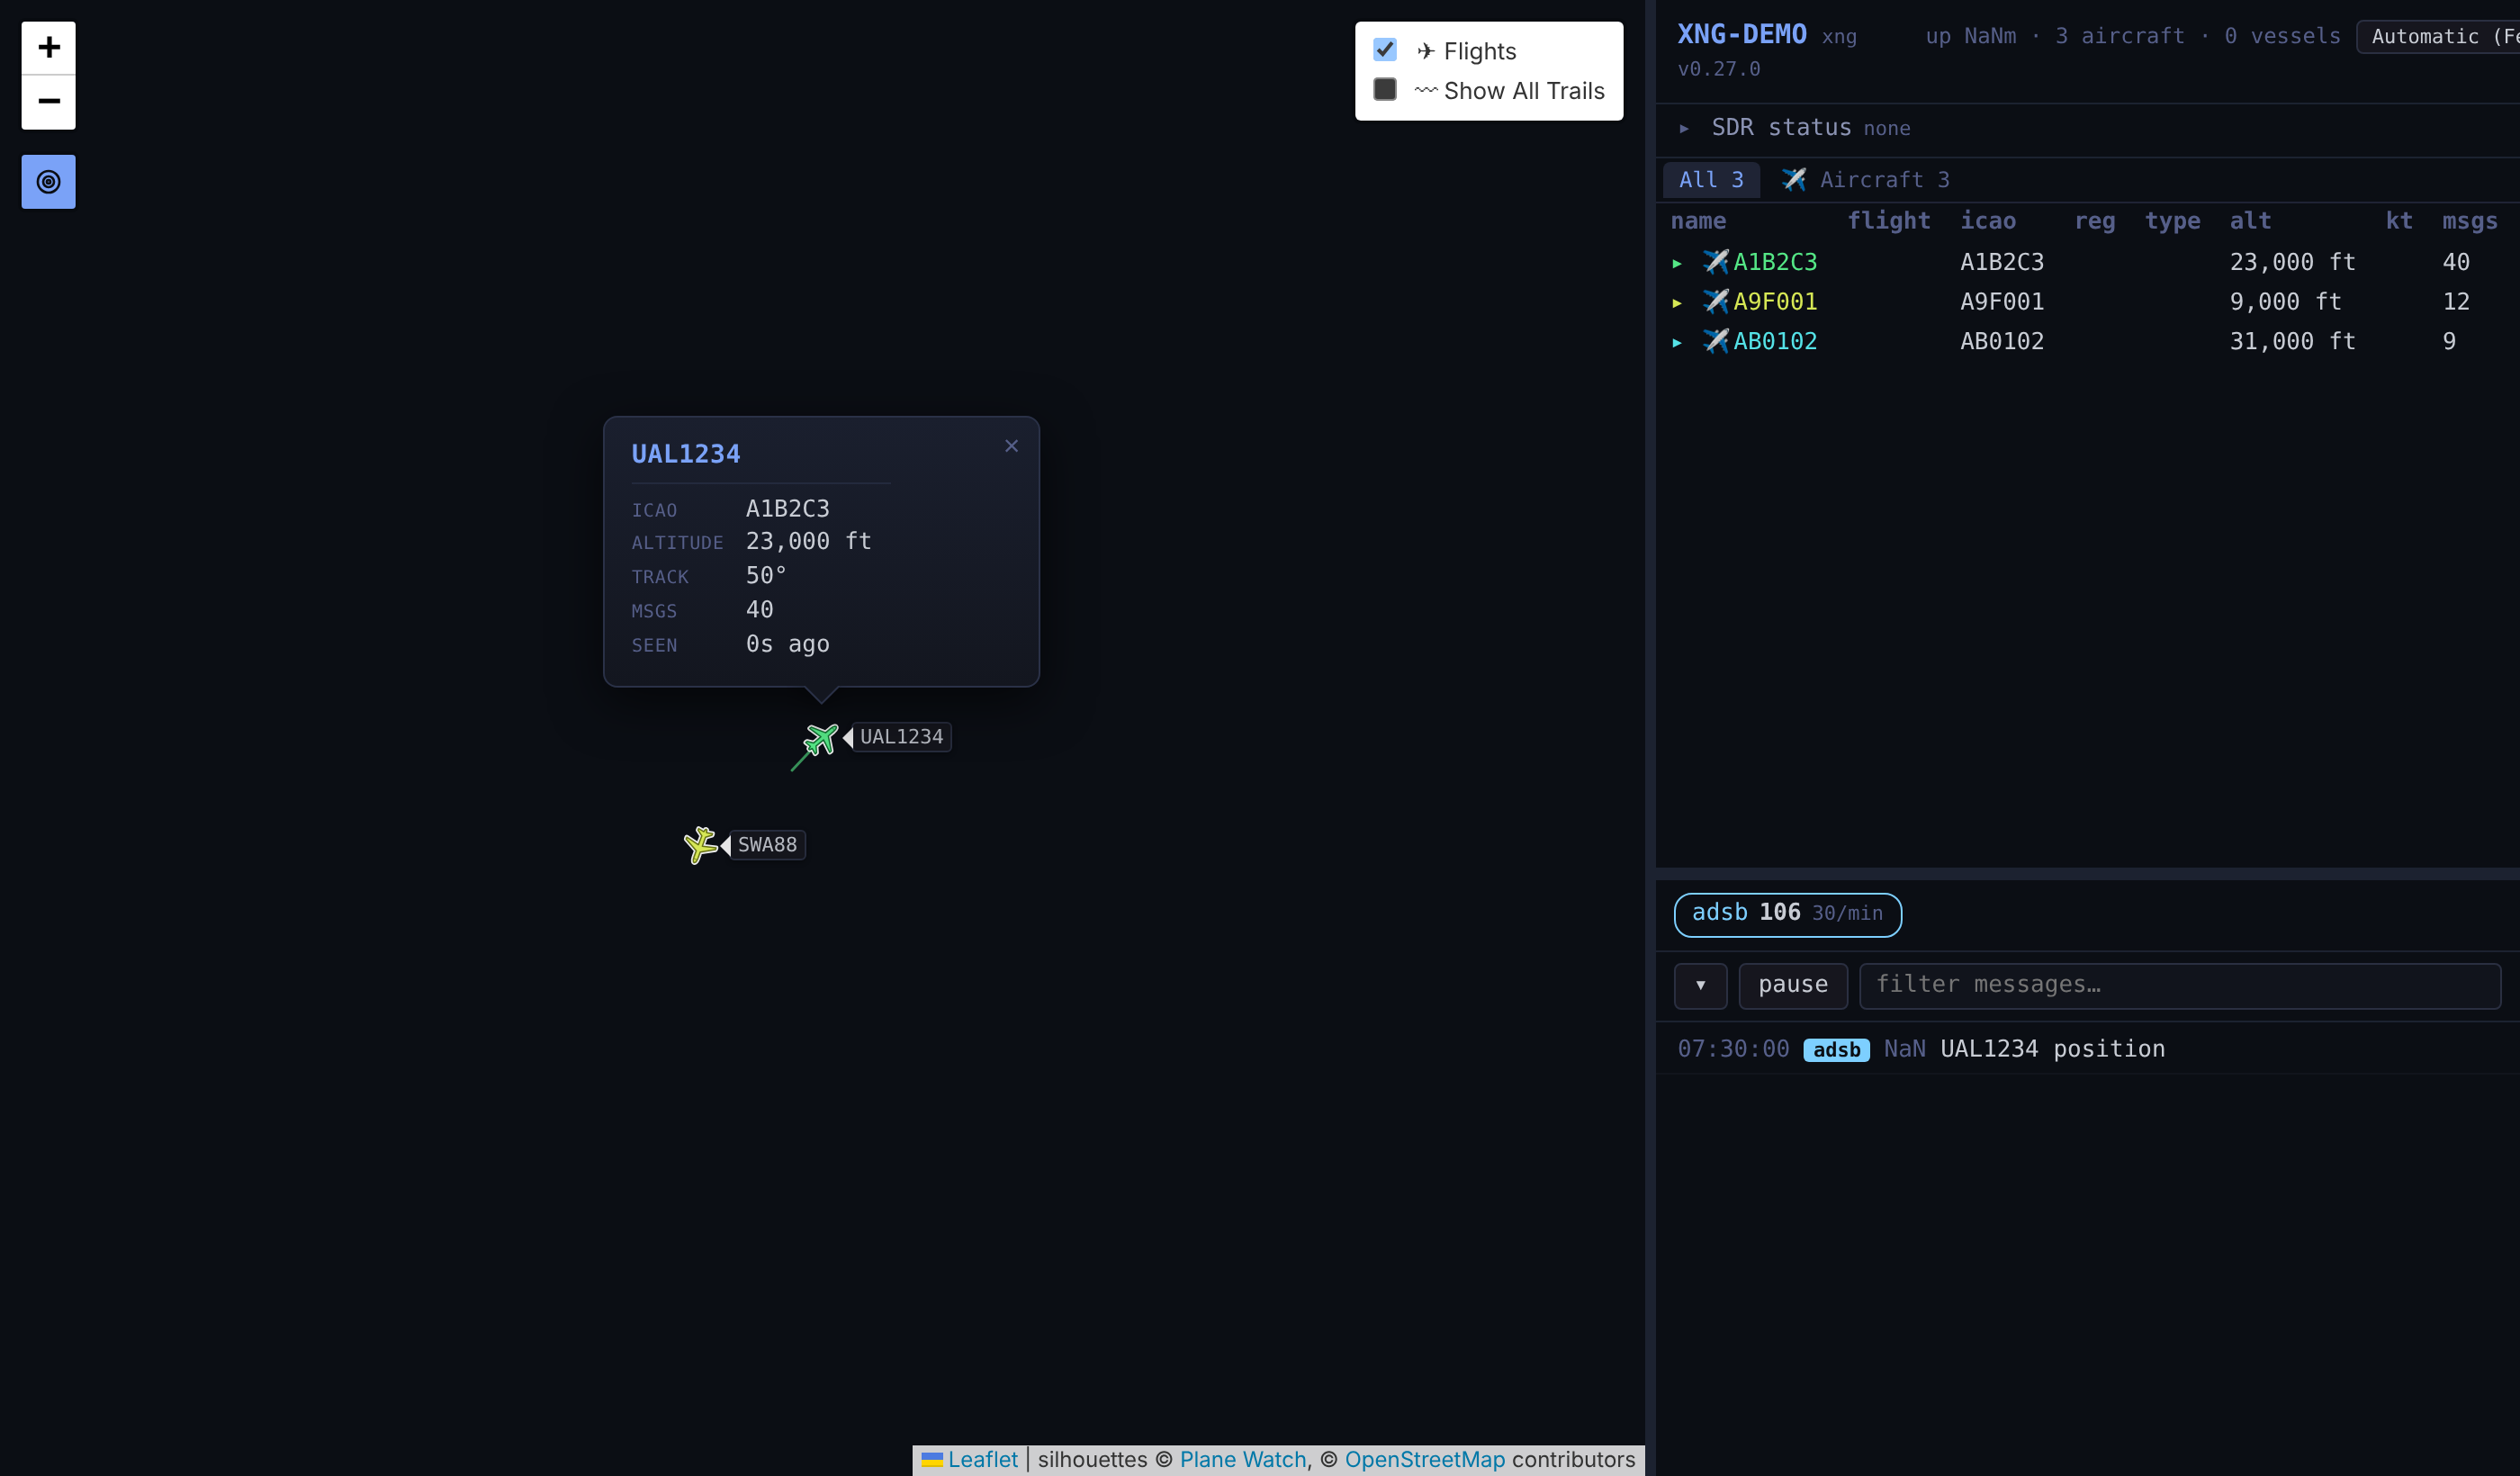 +
−
✈ Flights
〰 Show All Trails
UAL1234 ×
ICAO A1B2C3
ALTITUDE 23,000 ft
TRACK 50°
MSGS 40
SEEN 0s ago
UAL1234
SWA88
Leaflet | silhouettes © Plane Watch, © OpenStreetMap contributors
XNG-DEMO xng up NaNm · 3 aircraft · 0 vessels Automatic (Fe
v0.27.0
▸ SDR status none
All 3 ✈️ Aircraft 3
name flight icao reg type alt kt msgs
▸ ✈️A1B2C3 A1B2C3 23,000 ft 40
▸ ✈️A9F001 A9F001 9,000 ft 12
▸ ✈️AB0102 AB0102 31,000 ft 9
adsb 106 30/min
▾ pause filter messages…
07:30:00 adsb NaN UAL1234 position